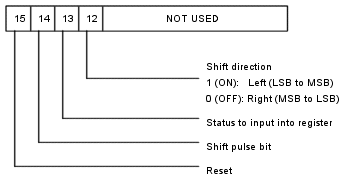 15 14 13 12 NOT USED
Shift direction
1 (ON): Left (LSB to MSB)
0 (OFF): Right (MSB to LSB)
Status to input into register
Shift pulse bit
Reset